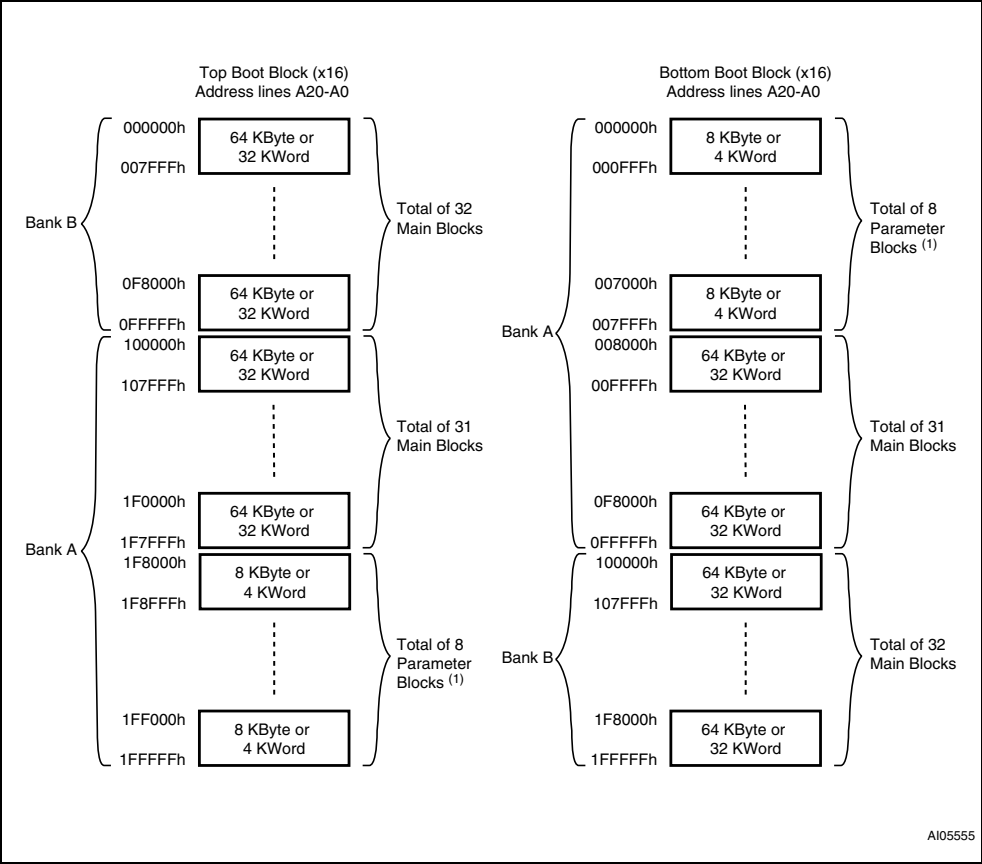 Top Boot Block (x16)
Address lines A20-A0
000000h
64 KByte or
32 KWord
007FFFh
Bank B
Total of 32
Main Blocks
0F8000h
64 KByte or
32 KWord
0FFFFFh
100000h
64 KByte or
32 KWord
107FFFh
Total of 31
Main Blocks
1F0000h
64 KByte or
32 KWord
1F7FFFh
Bank A
1F8000h
8 KByte or
4 KWord
1F8FFFh
Total of 8
Parameter
Blocks (1)
1FF000h
8 KByte or
4 KWord
1FFFFFh
Bottom Boot Block (x16)
Address lines A20-A0
000000h
8 KByte or
4 KWord
000FFFh
Total of 8
Parameter
Blocks (1)
007000h
8 KByte or
4 KWord
007FFFh
Bank A
008000h
64 KByte or
32 KWord
00FFFFh
Total of 31
Main Blocks
0F8000h
64 KByte or
32 KWord
0FFFFFh
100000h
64 KByte or
32 KWord
107FFFh
Bank B
Total of 32
Main Blocks
1F8000h
64 KByte or
32 KWord
1FFFFFh
AI05555